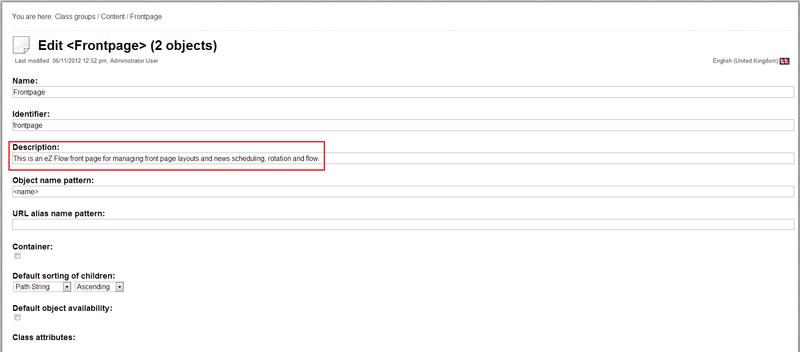 You are here: Class groups / Content / Frontpage
Edit <Frontpage> (2 objects)
Last modified: 06/11/2012 12:52 pm, Administrator User
English (United Kingdom)
Name:
Frontpage
Identifier:
frontpage
Description:
This is an eZ Flow front page for managing front page layouts and news scheduling, rotation and flow.
Object name pattern:
<name>
URL alias name pattern:
Container:
Default sorting of children:
Path String Ascending
Default object availability:
Class attributes: